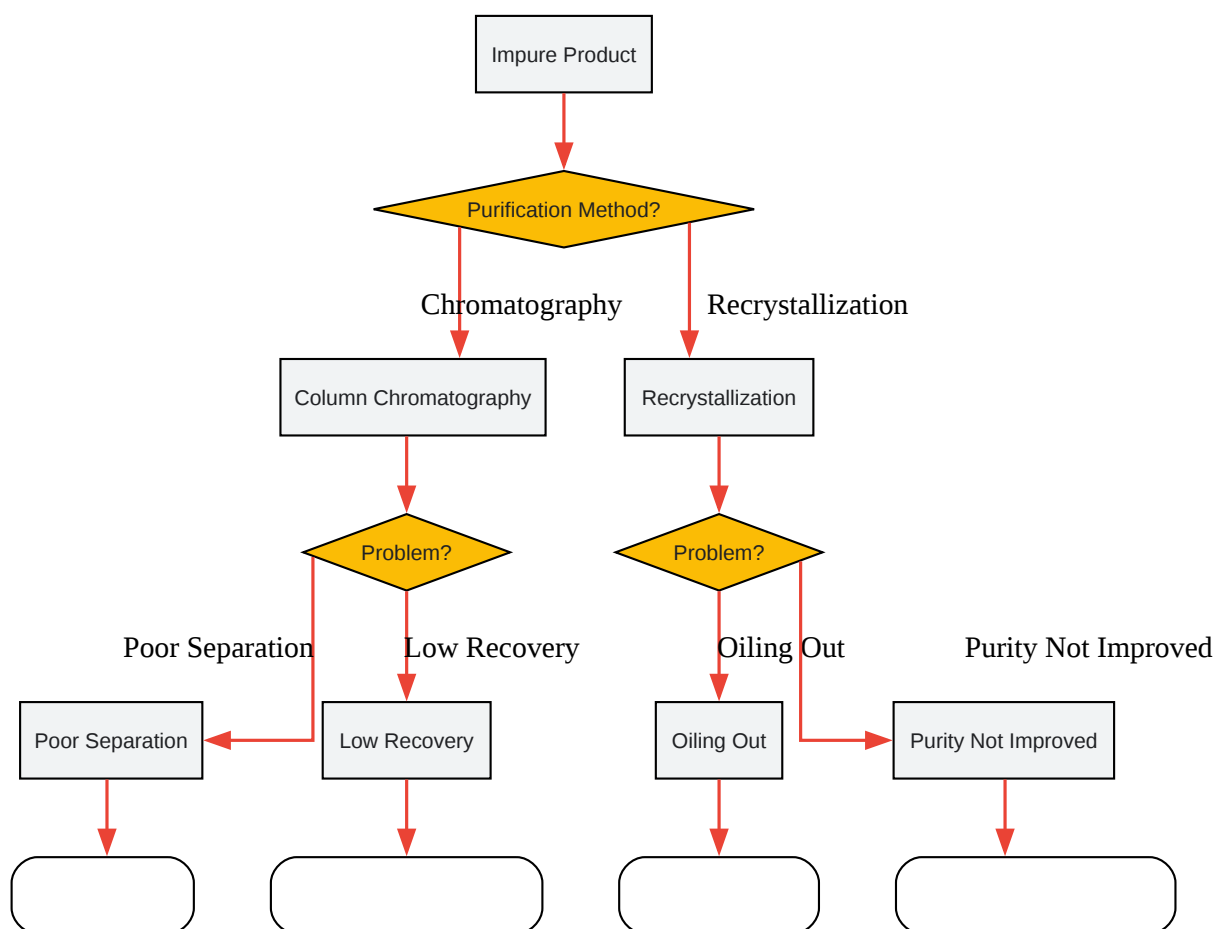 Impure Product
Purification Method?
Chromatography
Recrystallization
Column Chromatography
Recrystallization
Problem?
Problem?
Poor Separation
Low Recovery
Oiling Out
Purity Not Improved
Poor Separation
Low Recovery
Oiling Out
Purity Not Improved